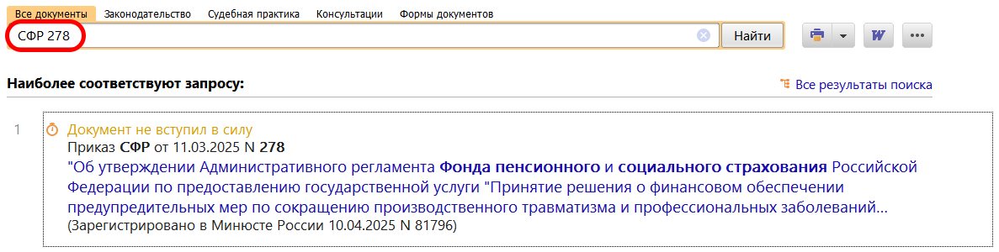 Все документы Законодательство Судебная практика Консультации Формы документов
СФР 278 Найти W
Наиболее соответствуют запросу: Все результаты поиска
1 Документ не вступил в силу
Приказ СФР от 11.03.2025 N 278
"Об утверждении Административного регламента Фонда пенсионного и социального страхования Российской
Федерации по предоставлению государственной услуги "Принятие решения о финансовом обеспечении
предупредительных мер по сокращению производственного травматизма и профессиональных заболеваний...
(Зарегистрировано в Минюсте России 10.04.2025 N 81796)